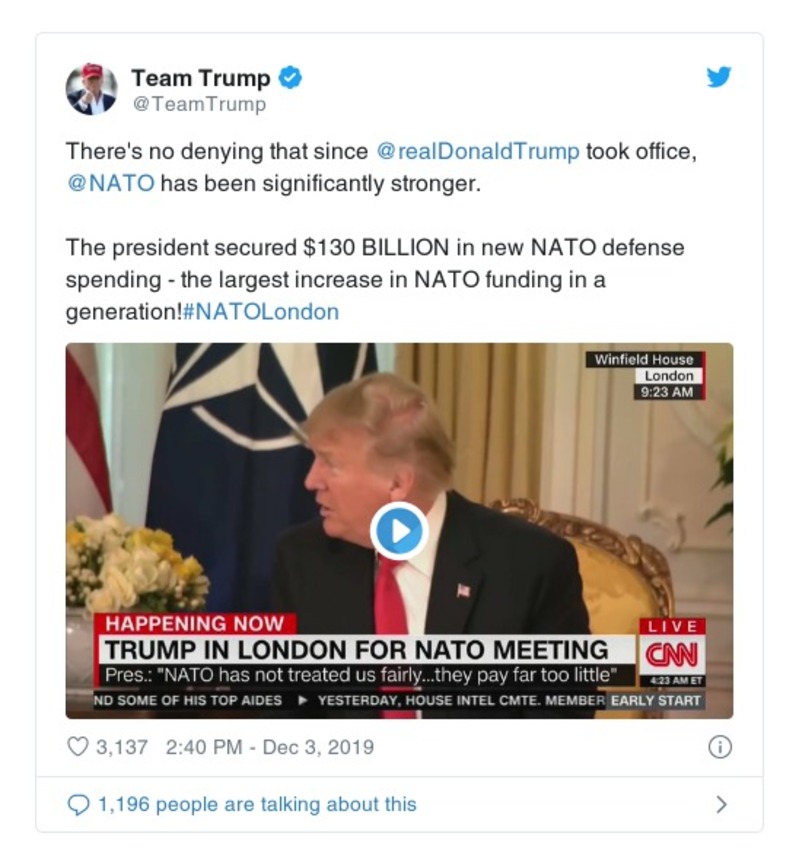 Team Trump
@TeamTrump
There's no denying that since @realDonaldTrump took office,
@NATO has been significantly stronger.
The president secured $130 BILLION in new NATO defense
spending - the largest increase in NATO funding in a
generation!#NATOLondon
Winfield House
London
9:23 AM
HAPPENING NOW
TRUMP IN LONDON FOR NATO MEETING
Pres.: "NATO has not treated us fairly...they pay far too little"
LIVE
CNN
4:23 AM ET
ND SOME OF HIS TOP AIDES ▶ YESTERDAY, HOUSE INTEL CMTE. MEMBER EARLY START
3,137 2:40 PM - Dec 3, 2019
1,196 people are talking about this